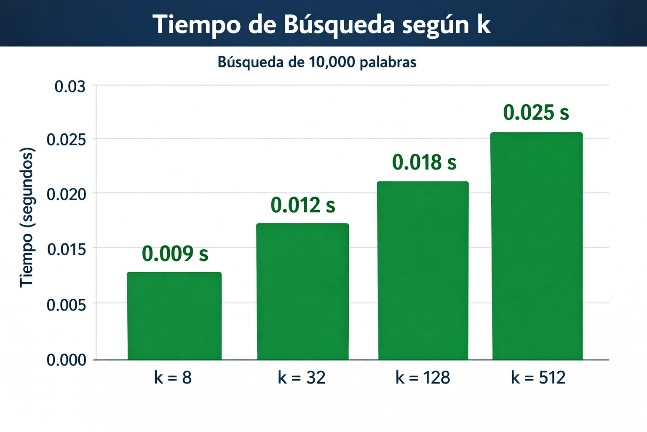 Tiempo de Búsqueda según k
Búsqueda de 10,000 palabras
Tiempo (segundos)
0.03
0.025
0.020
0.015
0.005
0.000
0.009 s
0.012 s
0.018 s
0.025 s
k = 8
k = 32
k = 128
k = 512